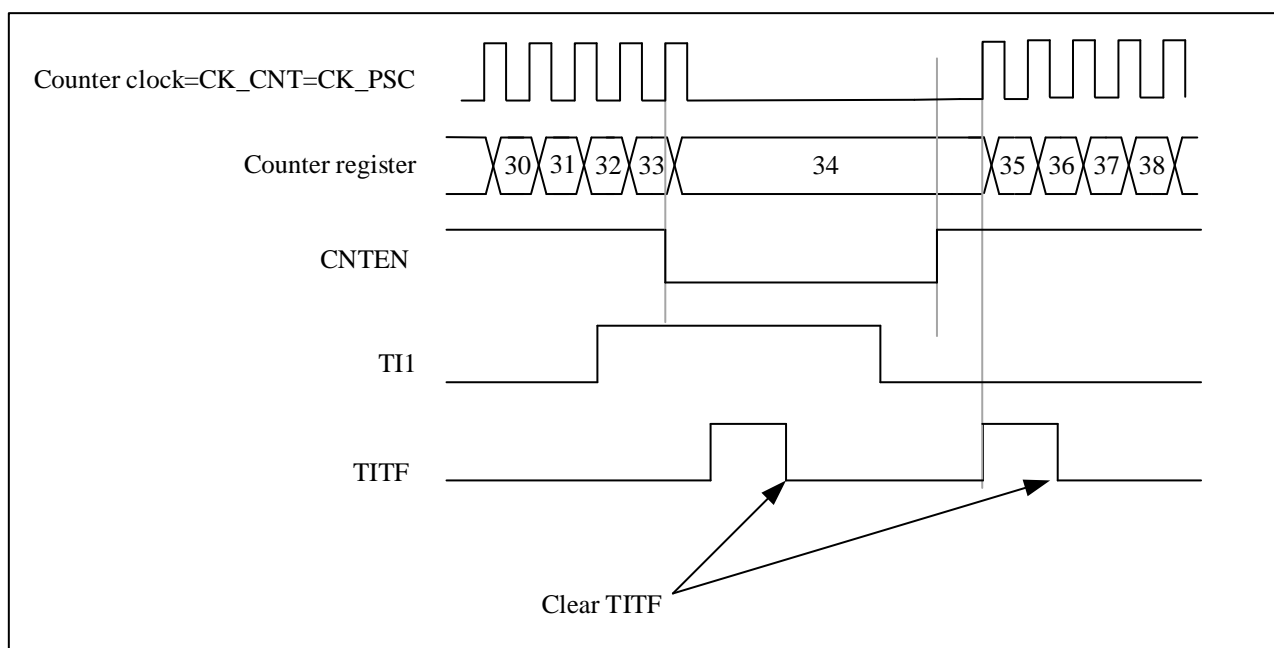 Counter clock=CK_CNT=CK_PSC
Counter register
30 31 32 33 34 35 36 37 38
CNTEN
TI1
TITF
Clear TITF